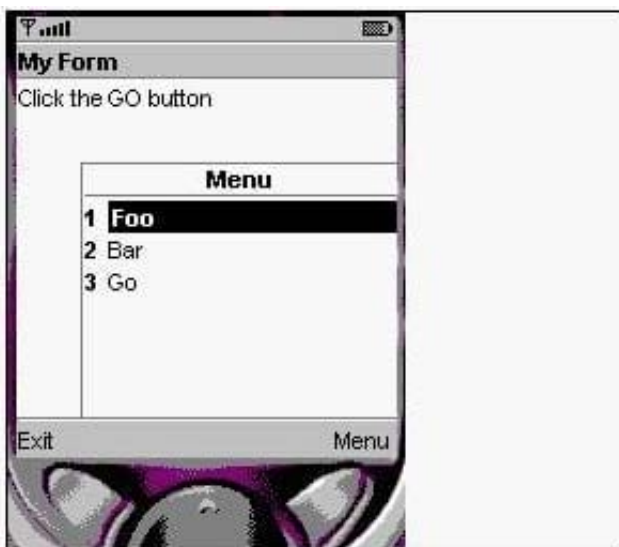 My Form
Click the GO button
Menu
1 Foo
2 Bar
3 Go
Exit Menu